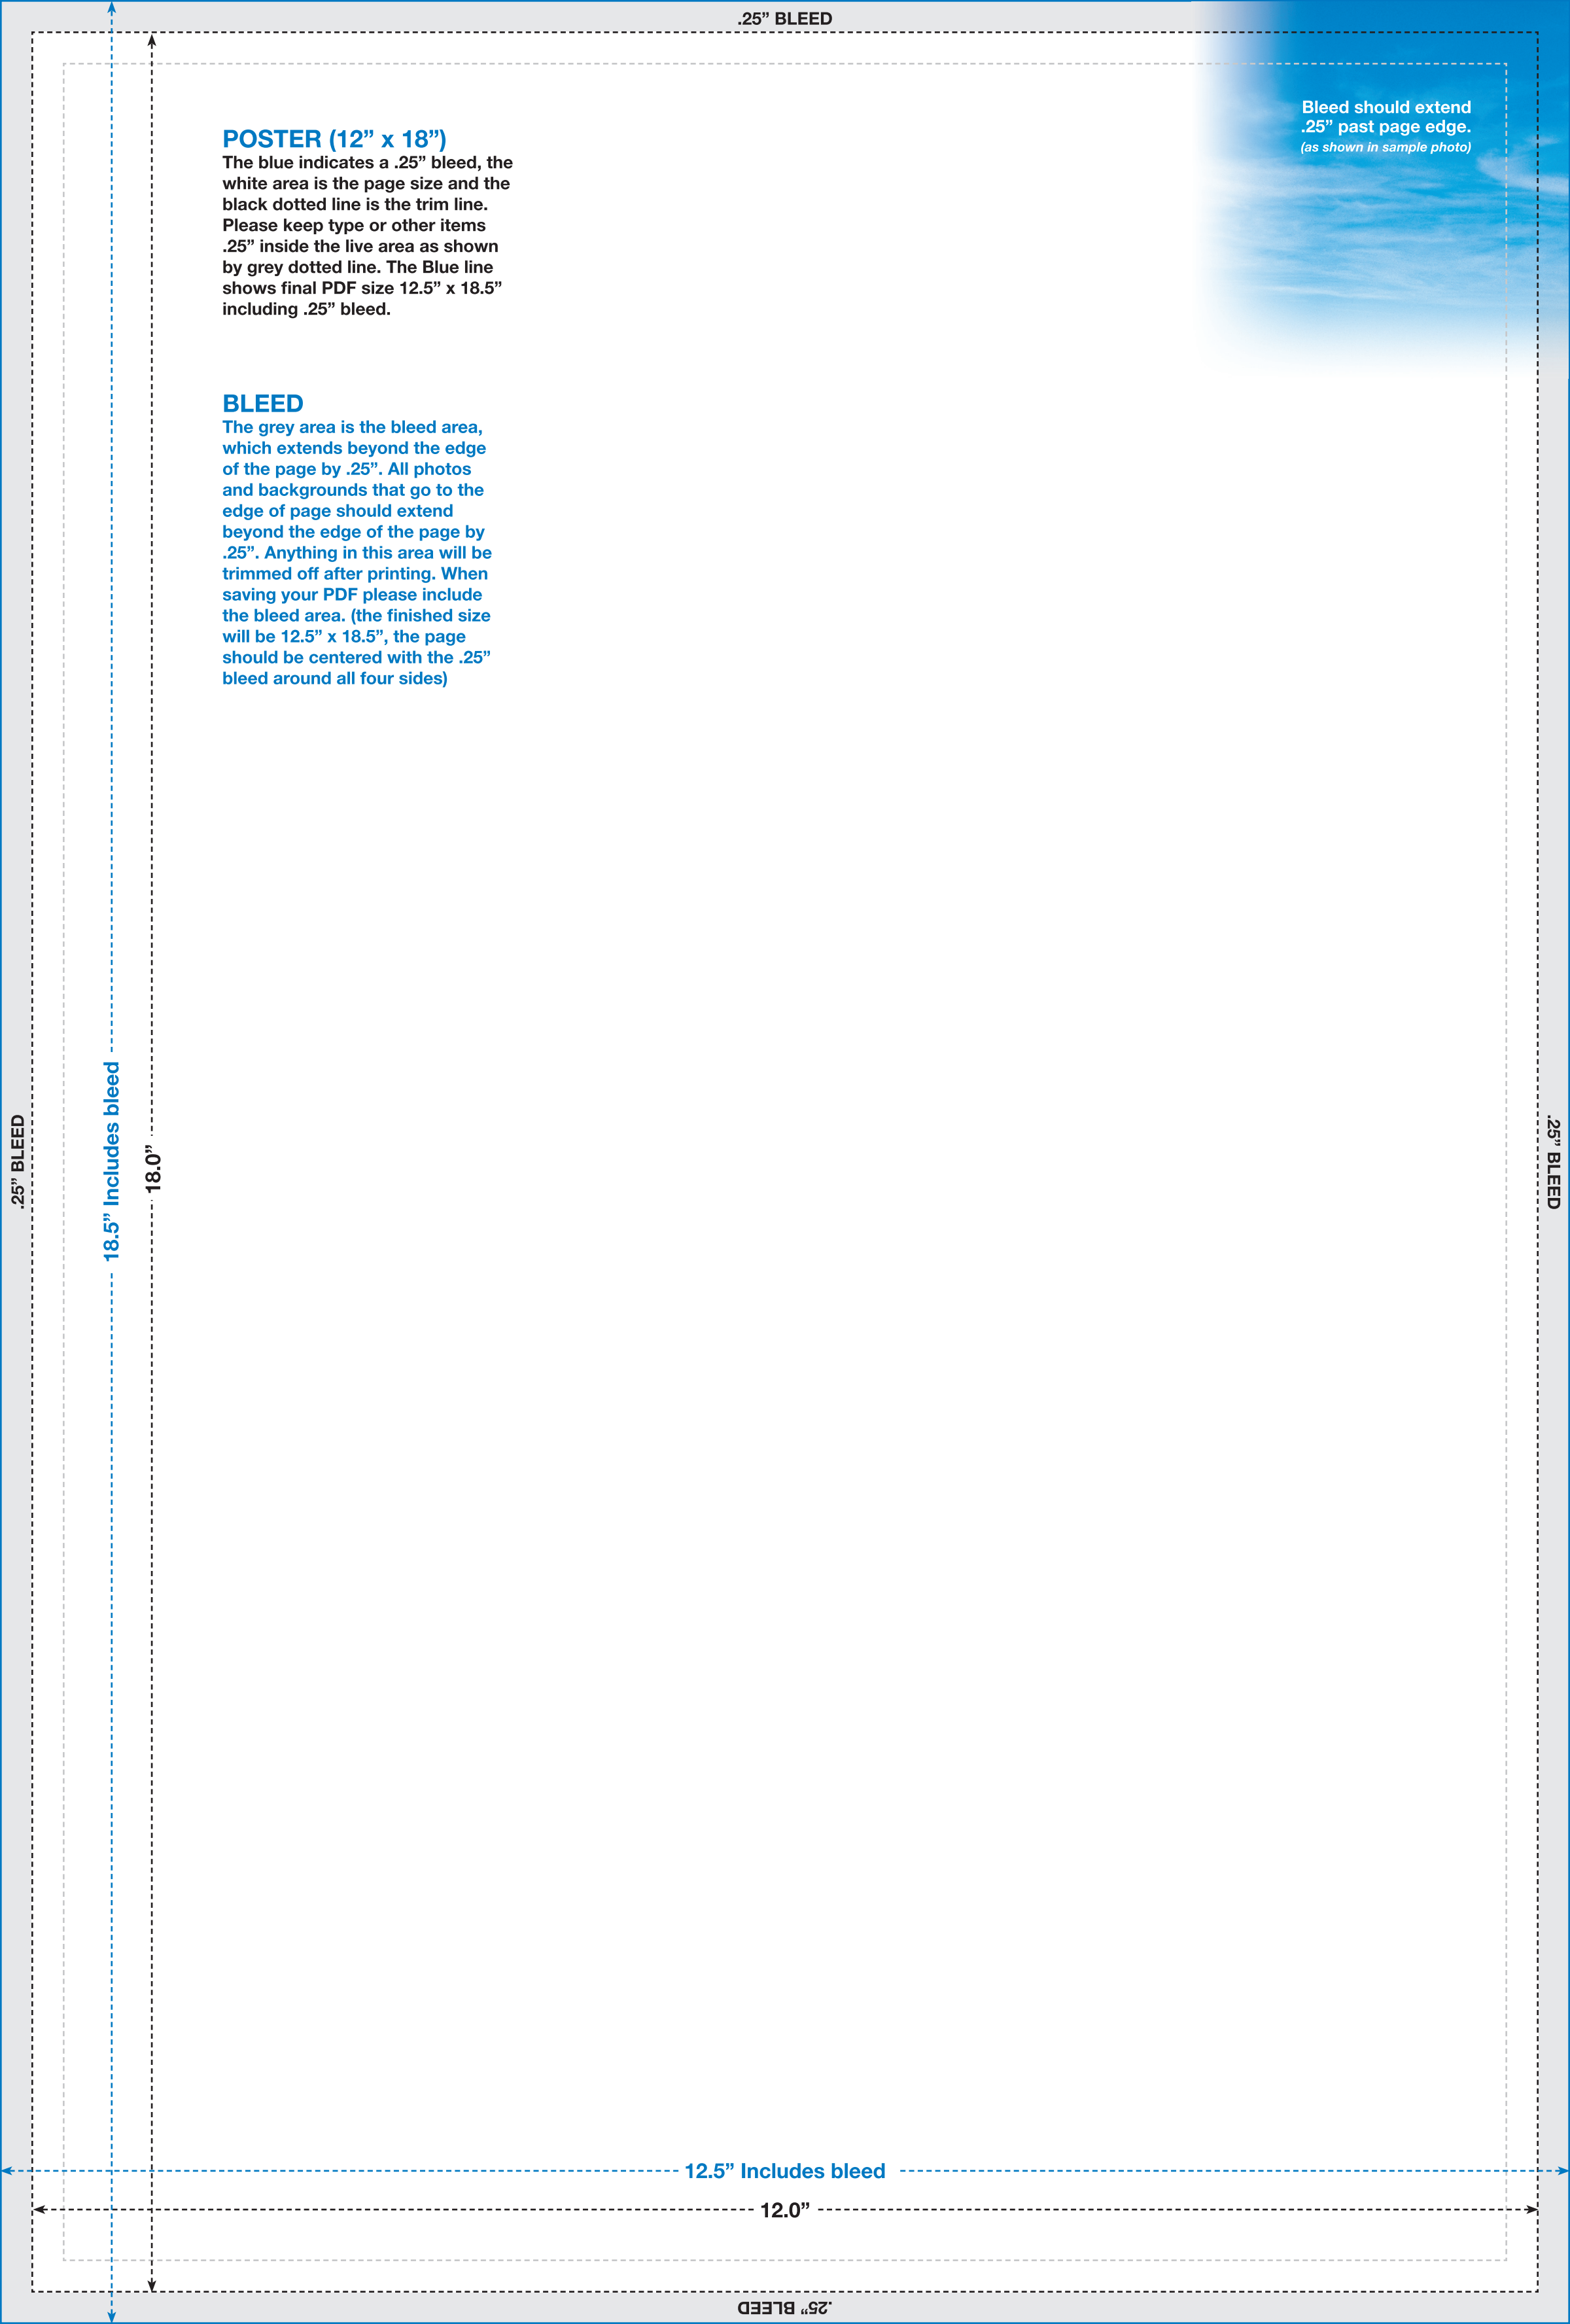 .25” BLEED
Bleed should extend
.25” past page edge.
(as shown in sample photo)
POSTER (12” x 18”)
The blue indicates a .25” bleed, the
white area is the page size and the
black dotted line is the trim line.
Please keep type or other items
.25” inside the live area as shown
by grey dotted line. The Blue line
shows final PDF size 12.5” x 18.5”
including .25” bleed.
BLEED
The grey area is the bleed area,
which extends beyond the edge
of the page by .25”. All photos
and backgrounds that go to the
edge of page should extend
beyond the edge of the page by
.25”. Anything in this area will be
trimmed off after printing. When
saving your PDF please include
the bleed area. (the finished size
will be 12.5” x 18.5”, the page
should be centered with the .25”
bleed around all four sides)
.25” BLEED
18.5” Includes bleed
18.0”
.25” BLEED
12.5” Includes bleed
12.0”
.25” BLEED